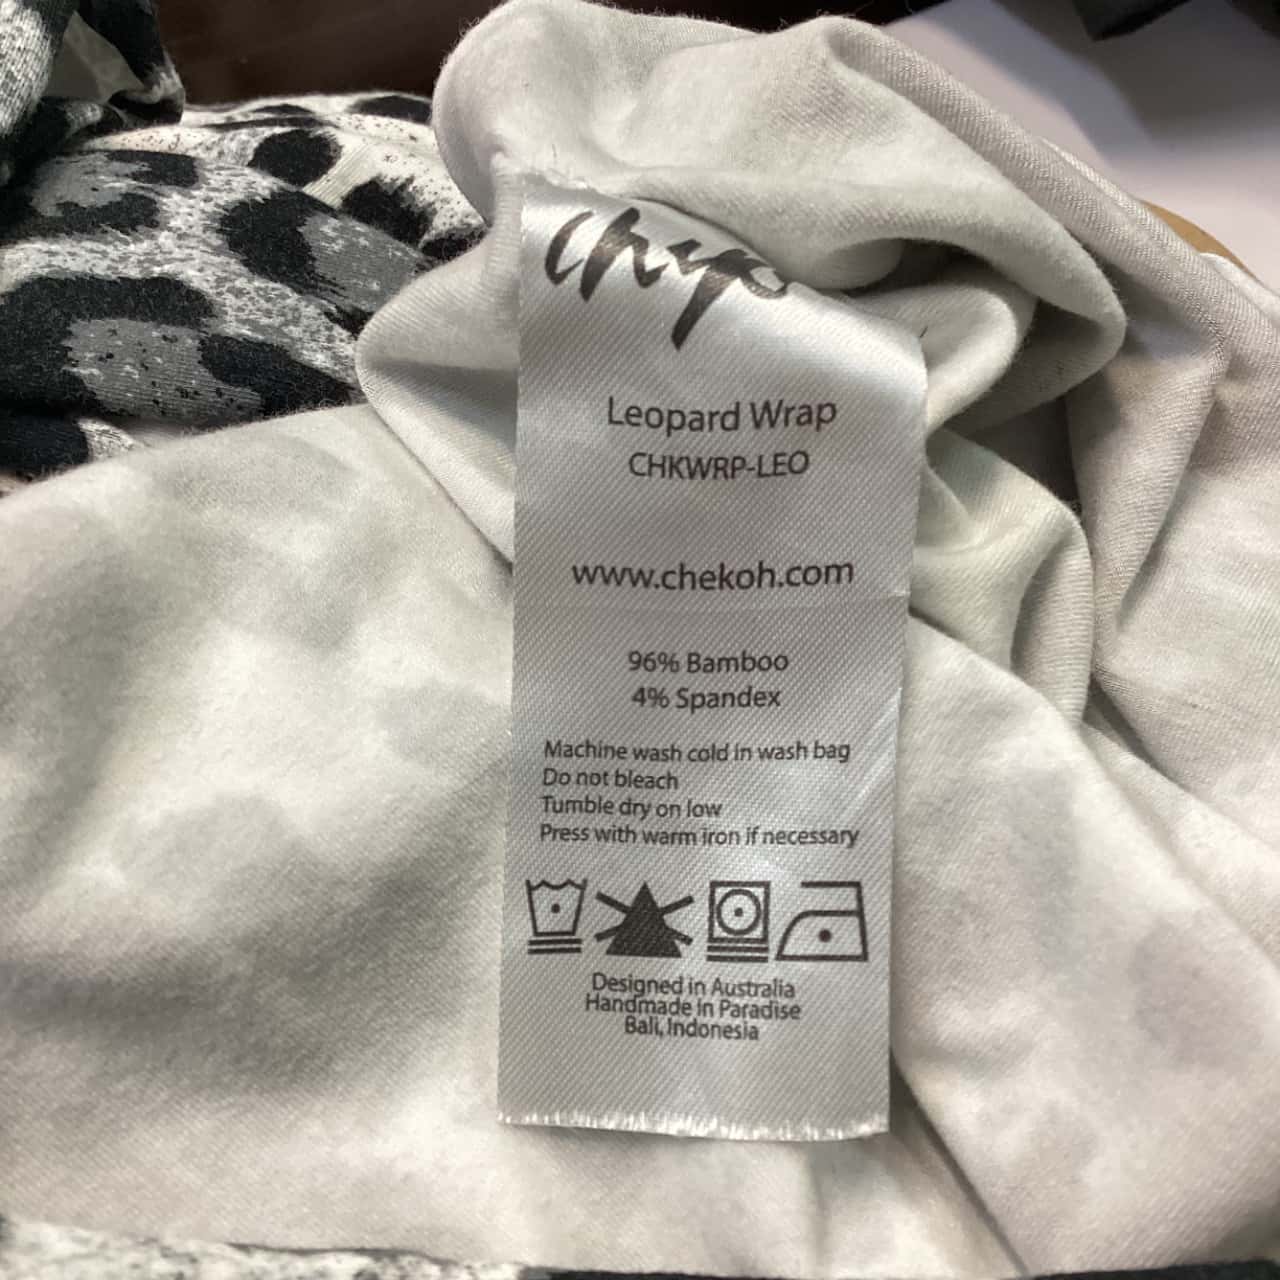 Leopard Wrap
CHKWRP-LEO
www.chekoh.com
96% Bamboo
4% Spandex
Machine wash cold in wash bag
Do not bleach
Tumble dry on low
Press with warm iron if necessary
Designed in Australia
Handmade in Paradise
Bali, Indonesia